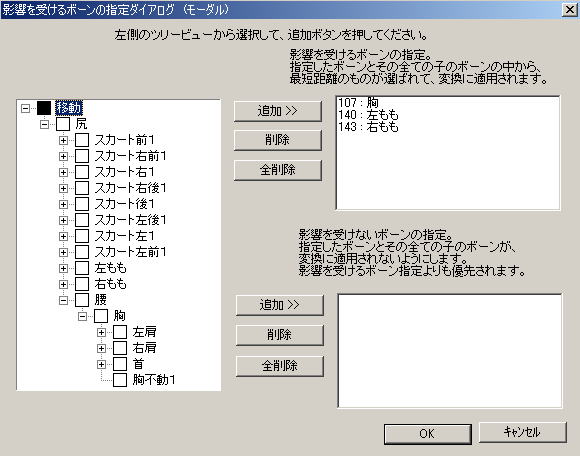 影響を受けるボーンの指定ダイアログ（モーダル）
左側のツリービューから選択して、追加ボタンを押してください。
影響を受けるボーンの指定。
指定したボーンとその全ての子のボーンの中から、
最短距離のものが選ばれて、変換に適用されます。
移動
尻
スカート前1
スカート右前1
スカート右1
スカート右後1
スカート後1
スカート左後1
スカート左1
スカート左前1
左もも
右もも
腰
胸
左肩
右肩
首
胸不動1
追加 >>
削除
全削除
107 : 胸
140 : 左もも
143 : 右もも
影響を受けないボーンの指定。
指定したボーンとその全ての子のボーンが、
変換に適用されないようにします。
影響を受けるボーン指定よりも優先されます。
追加 >>
削除
全削除
OK
キャンセル